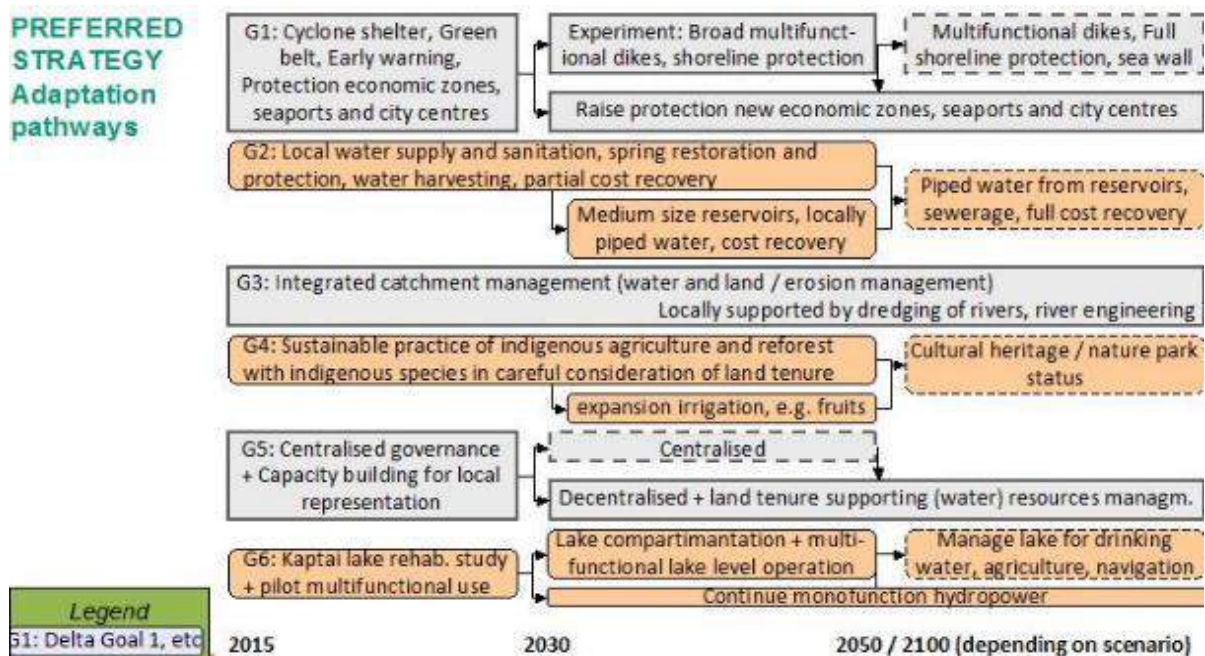 PREFERRED
STRATEGY
Adaptation
pathways
G1: Cyclone shelter, Green
belt, Early warning,
Protection economic zones,
seaports and city centres
Experiment: Broad multifunct-
ional dikes, shoreline protection
Multifunctional dikes, Full
shoreline protection, sea wall
Raise protection new economic zones, seaports and city centres
G2: Local water supply and sanitation, spring restoration and
protection, water harvesting, partial cost recovery
Medium size reservoirs, locally
piped water, cost recovery
Piped water from reservoirs,
sewerage, full cost recovery
G3: Integrated catchment management (water and land / erosion management)
Locally supported by dredging of rivers, river engineering
G4: Sustainable practice of indigenous agriculture and reforest
with indigenous species in careful consideration of land tenure
expansion irrigation, e.g. fruits
Cultural heritage / nature park
status
G5: Centralised governance
+ Capacity building for local
representation
Centralised
Decentralised + land tenure supporting (water) resources managm.
G6: Kaptai lake rehab. study
+ pilot multifunctional use
Lake compartimantation + multi-
functional lake level operation
Manage lake for drinking
water, agriculture, navigation
Continue monofunction hydropower
Legend
G1: Delta Goal 1, etc
2015
2030
2050 / 2100 (depending on scenario)